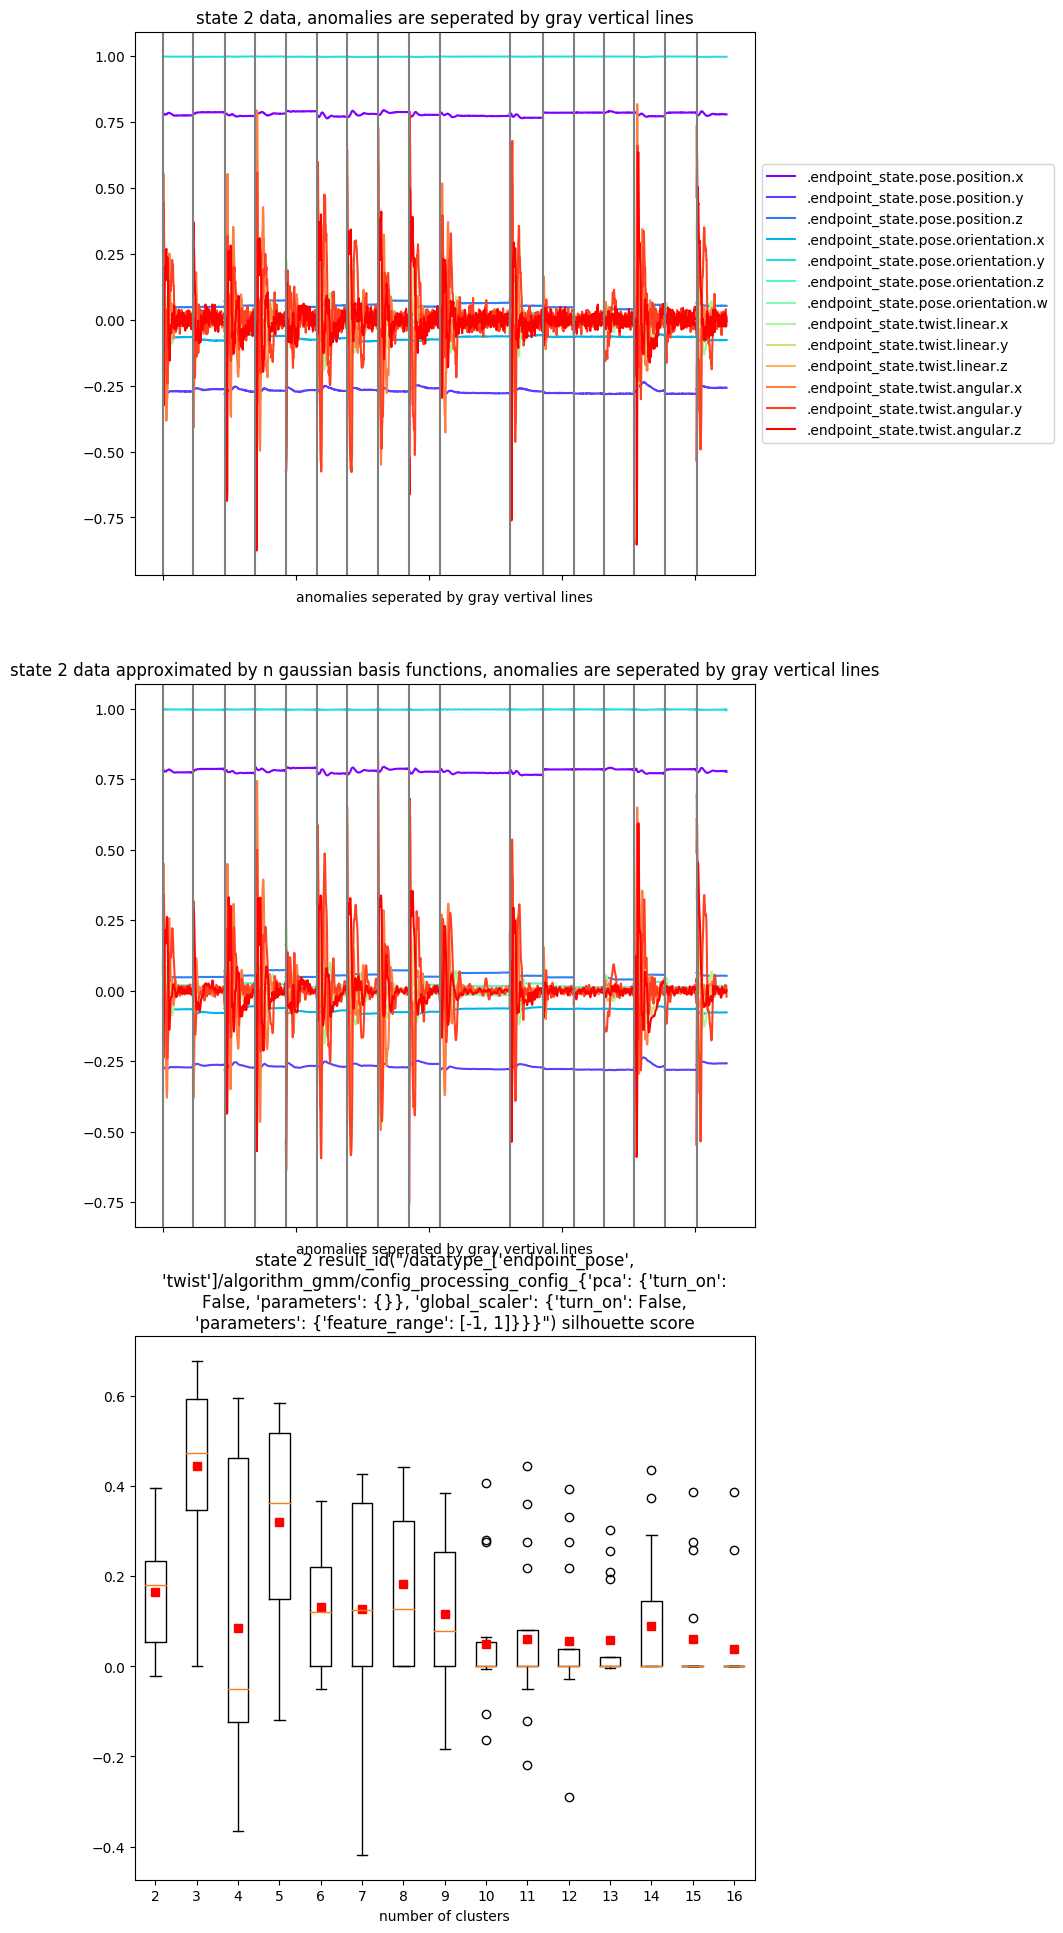 state 2 data, anomalies are seperated by gray vertical lines
1.00
0.75
0.50
0.25
0.00
−0.25
−0.50
−0.75
anomalies seperated by gray vertival lines
.endpoint_state.pose.position.x
.endpoint_state.pose.position.y
.endpoint_state.pose.position.z
.endpoint_state.pose.orientation.x
.endpoint_state.pose.orientation.y
.endpoint_state.pose.orientation.z
.endpoint_state.pose.orientation.w
.endpoint_state.twist.linear.x
.endpoint_state.twist.linear.y
.endpoint_state.twist.linear.z
.endpoint_state.twist.angular.x
.endpoint_state.twist.angular.y
.endpoint_state.twist.angular.z
state 2 data approximated by n gaussian basis functions, anomalies are seperated by gray vertical lines
1.00
0.75
0.50
0.25
0.00
−0.25
−0.50
−0.75
anomalies seperated by gray vertival lines
state 2 result_id("/datatype_['endpoint_pose',
'twist']/algorithm_gmm/config_processing_config_{'pca': {'turn_on':
False, 'parameters': {}}, 'global_scaler': {'turn_on': False,
'parameters': {'feature_range': [-1, 1]}}}") silhouette score
0.6
0.4
0.2
0.0
−0.2
−0.4
2 3 4 5 6 7 8 9 10 11 12 13 14 15 16
number of clusters